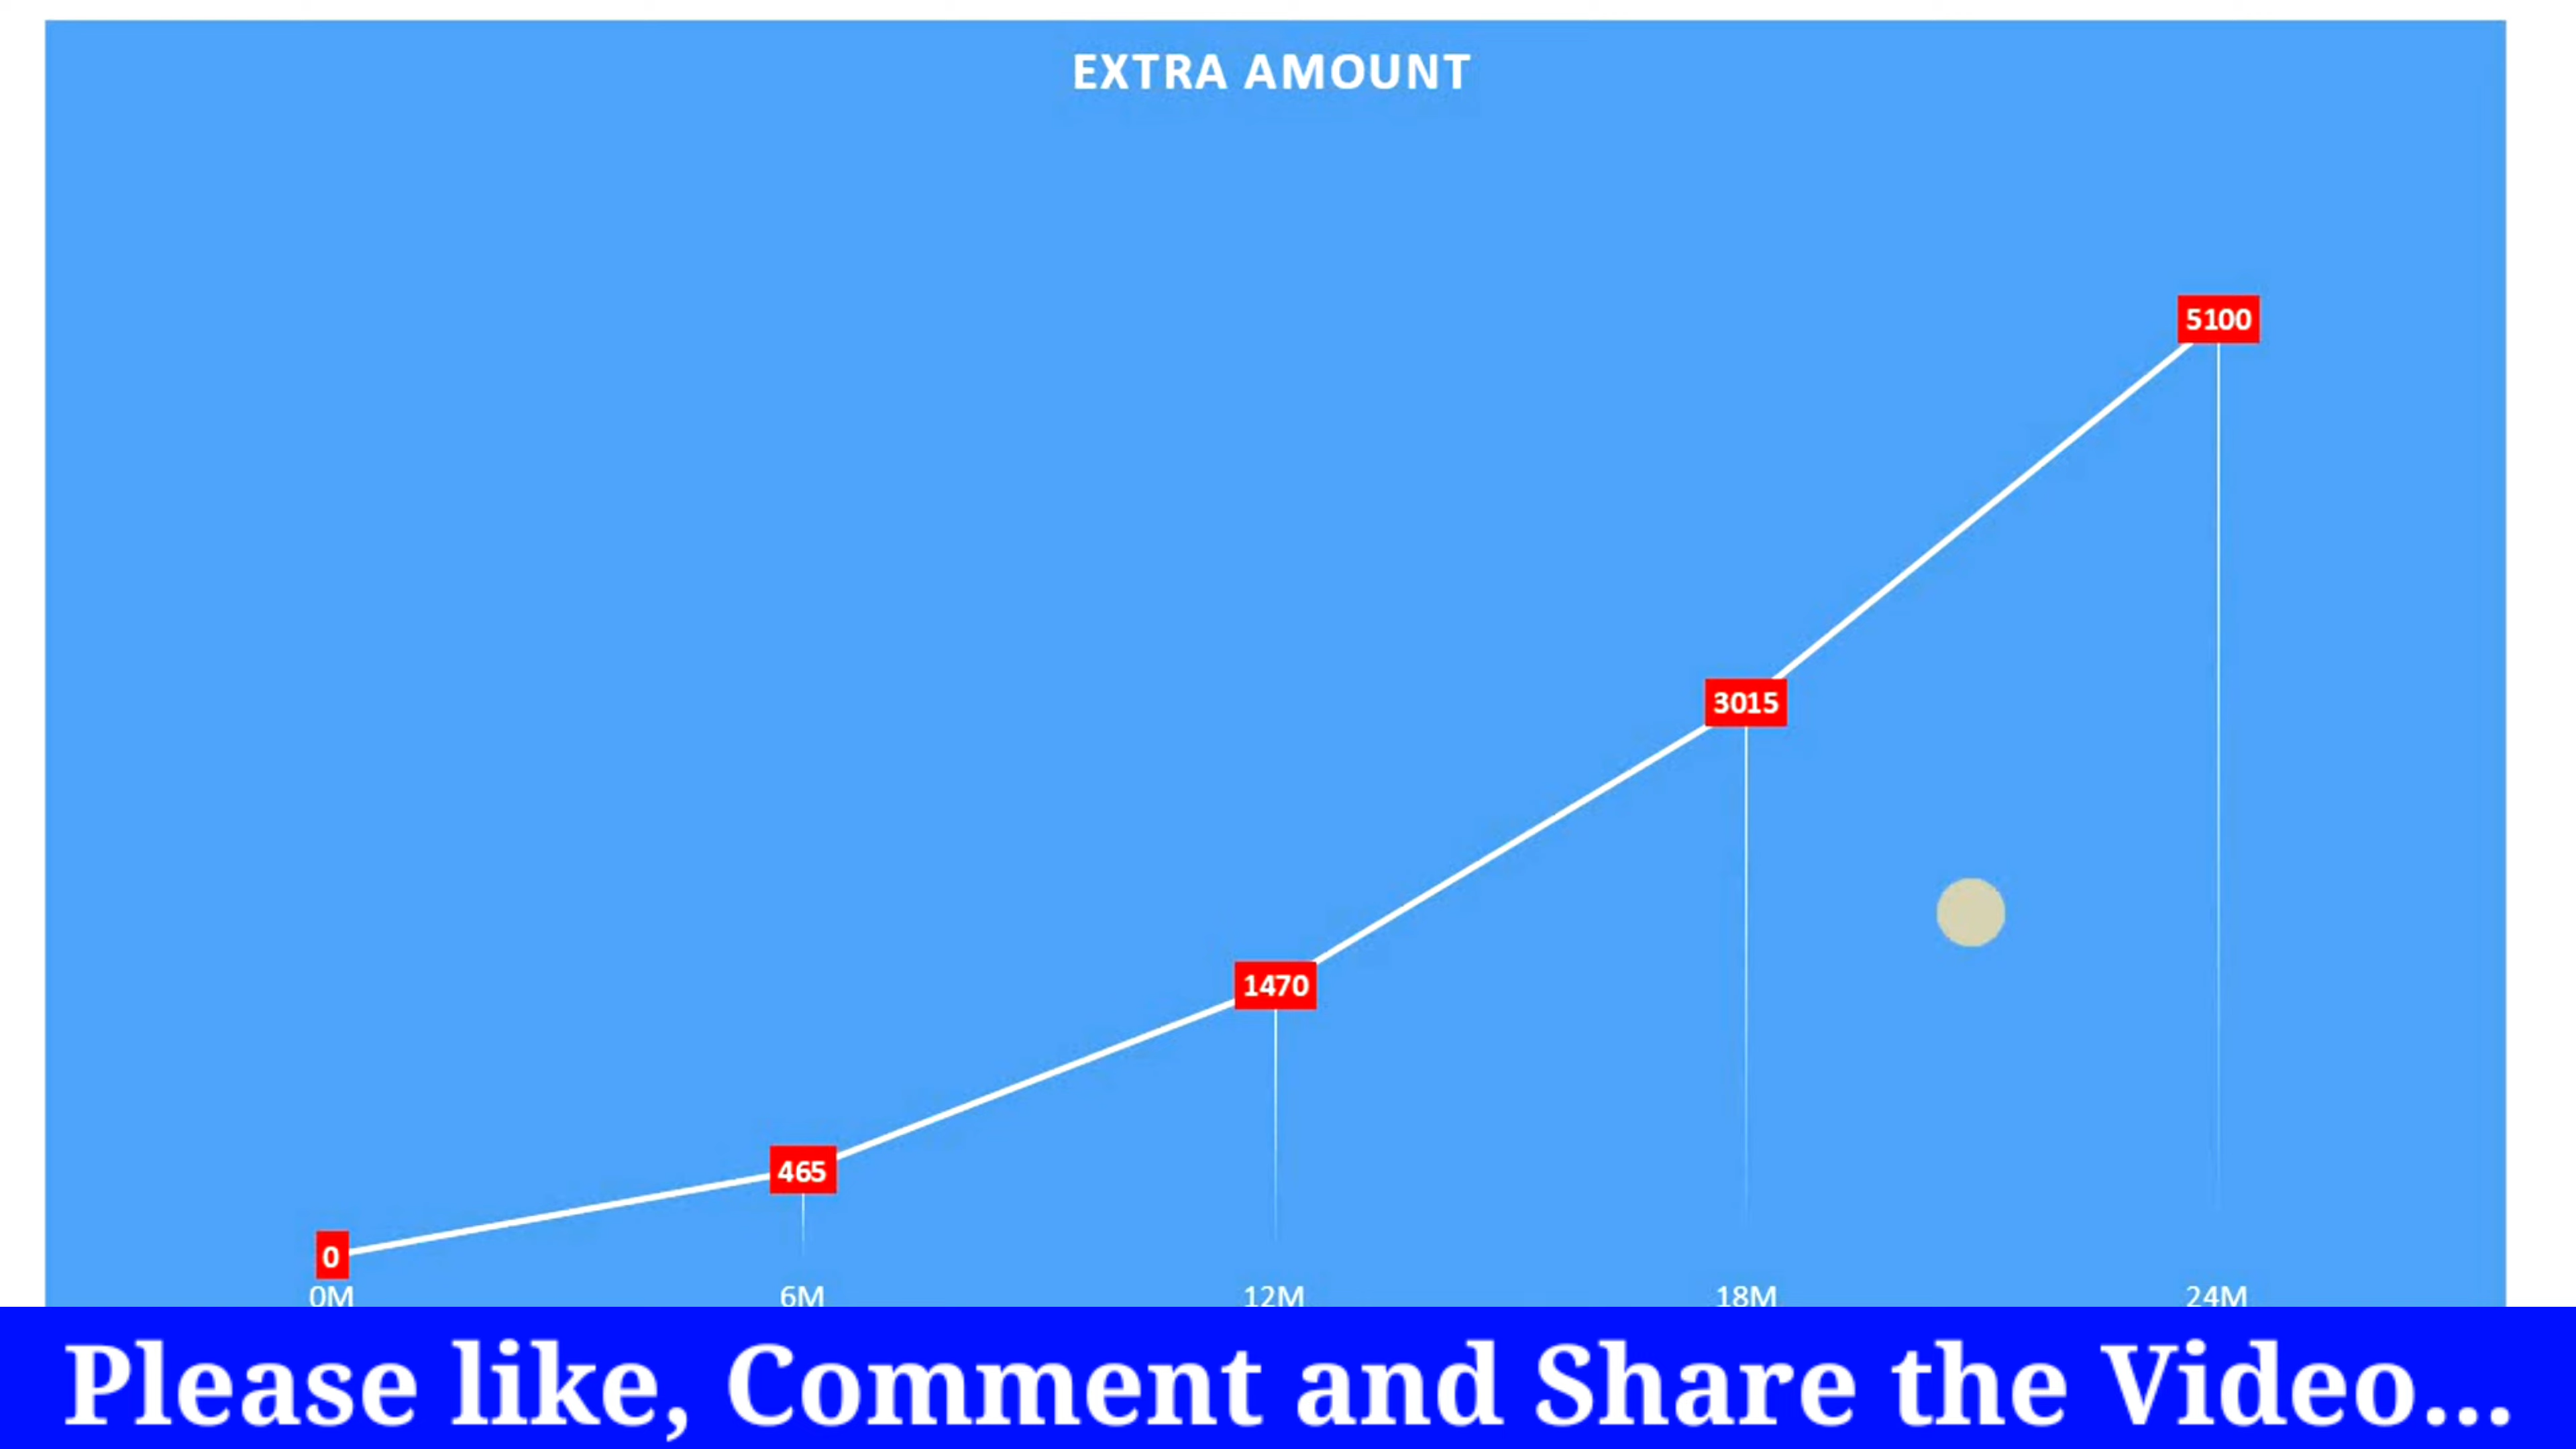 EXTRA AMOUNT
5100
3015
1470
465
0
0M 6M 12M 18M 24M
Please like, Comment and Share the Video...